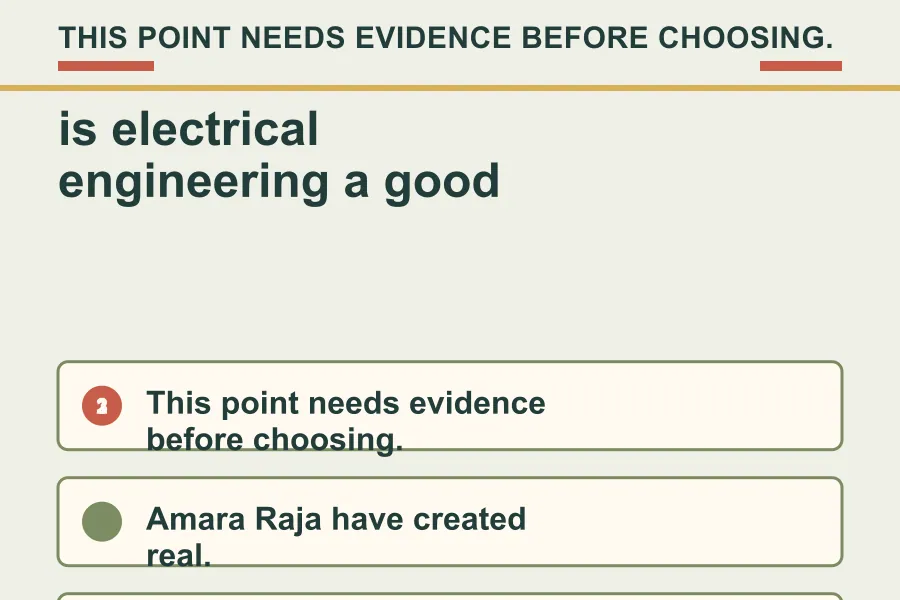 THIS POINT NEEDS EVIDENCE BEFORE CHOOSING.
is electrical
engineering a good
This point needs evidence
before choosing.
Amara Raja have created
real.